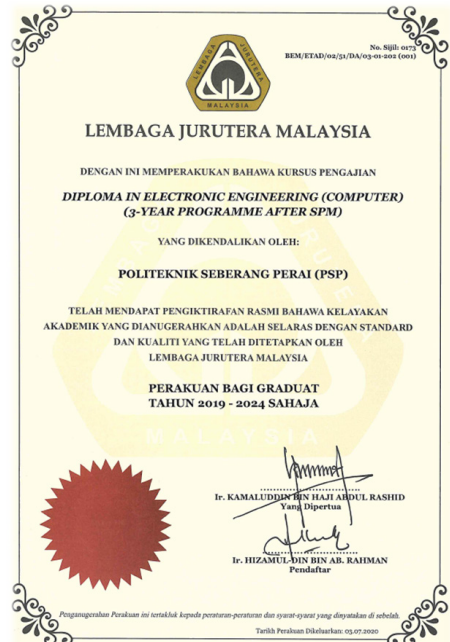 No. Sijil: 0173
BEM/ETAD/02/51/DA/03-01-202 (001)
LEMBAGA JURUTERA
MALAYSIA
LEMBAGA JURUTERA MALAYSIA
DENGAN INI MEMPERAKUKAN BAHAWA KURSUS PENGAJIAN
DIPLOMA IN ELECTRONIC ENGINEERING (COMPUTER)
(3-YEAR PROGRAMME AFTER SPM)
YANG DIKENDALIKAN OLEH:
POLITEKNIK SEBERANG PERAI (PSP)
TELAH MENDAPAT PENGIKTIRAFAN RASMI BAHAWA KELAYAKAN
AKADEMIK YANG DIANUGERAHKAN ADALAH SELARAS DENGAN STANDARD
DAN KUALITI YANG TELAH DITETAPKAN OLEH
LEMBAGA JURUTERA MALAYSIA
PERAKUAN BAGI GRADUAT
TAHUN 2019 - 2024 SAHAJA
MALAYSIA
Ir. KAMALUDDIN BIN HAJI ABDUL RASHID
Yang Dipertua
Ir. HIZAMUL-DIN BIN AB. RAHMAN
Pendaftar
Penganugerahan Perakuan ini tertakluk kepada peraturan-peraturan dan syarat-syarat yang dinyatakan di sebelah.
Tarikh Perakuan Dikeluarkan: 03.07.2020